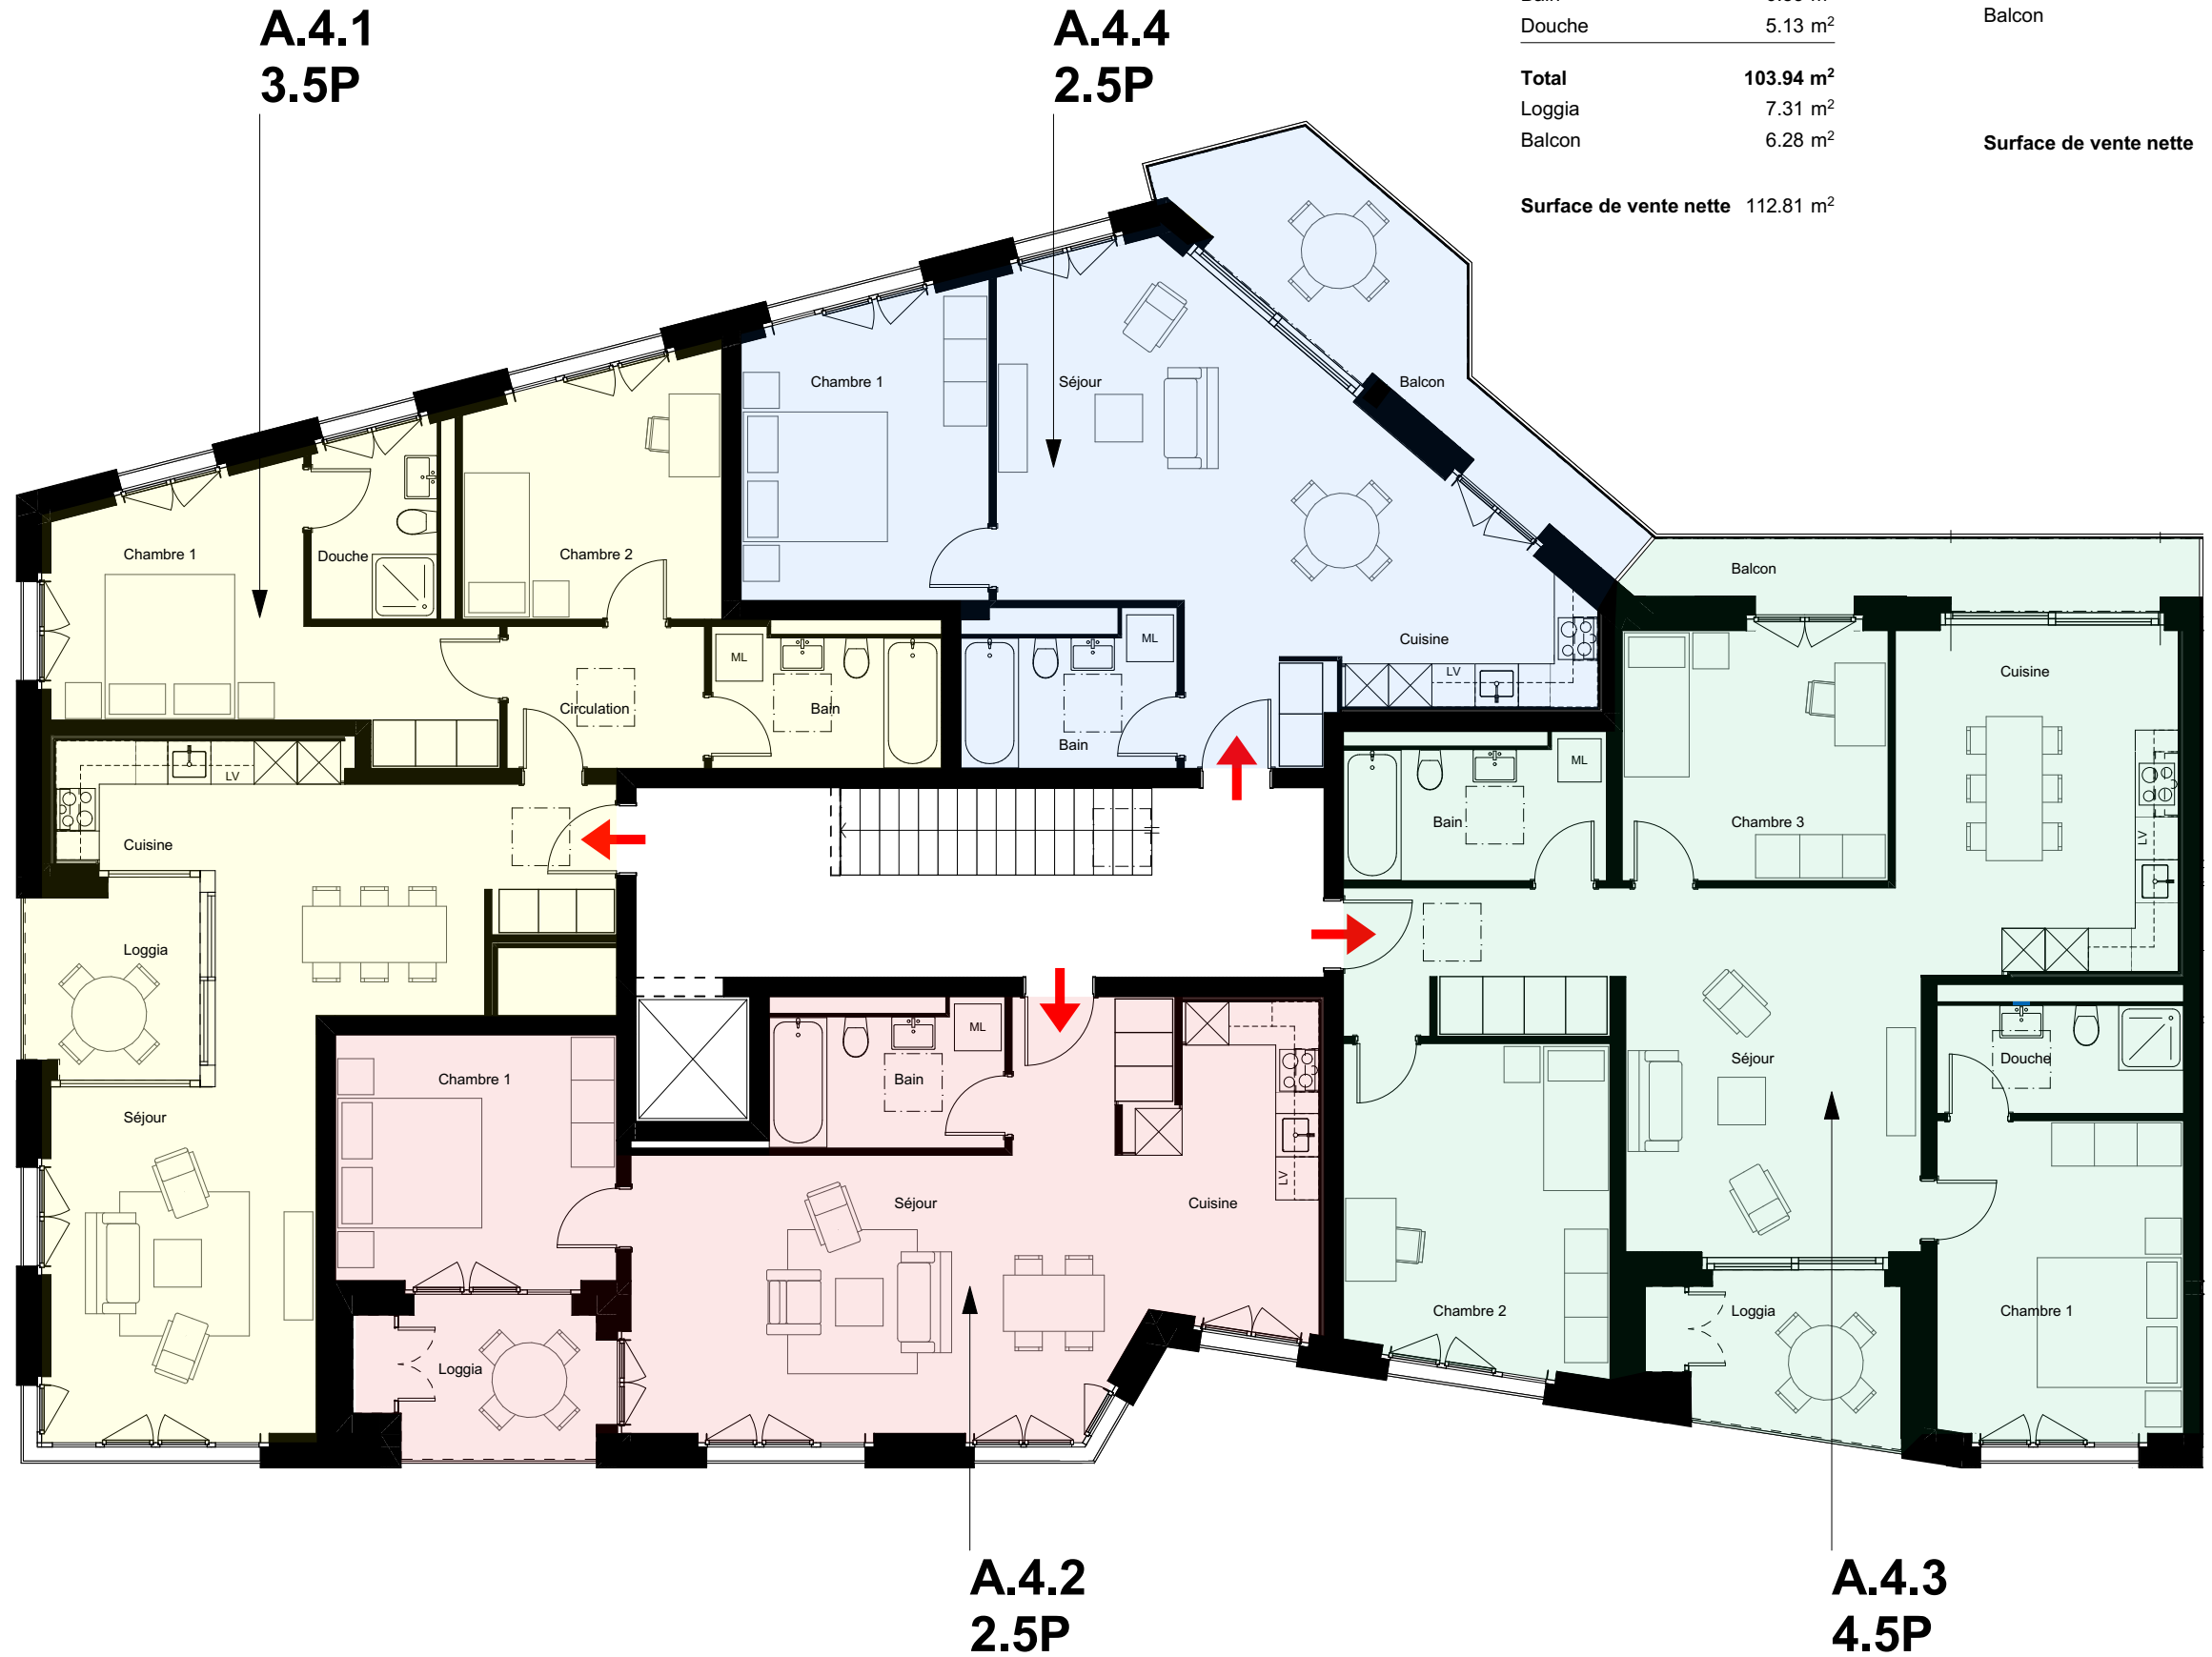 A.4.1
3.5P
A.4.4
2.5P
Douche 5.13 m²
Total 103.94 m²
Loggia 7.31 m²
Balcon 6.28 m²
Surface de vente nette 112.81 m²
Balcon
Surface de vente nette
Chambre 1
Séjour
Balcon
Chambre 1
Douche
Chambre 2
Balcon
ML
ML
Cuisine
LV
Cuisine
Circulation
Bain
Bain
LV
ML
Bain
Chambre 3
LV
Cuisine
Loggia
ML
Bain
Chambre 1
Séjour
Douche
Séjour
LV
Séjour
Cuisine
Loggia
Chambre 2
Loggia
Chambre 1
A.4.2
2.5P
A.4.3
4.5P